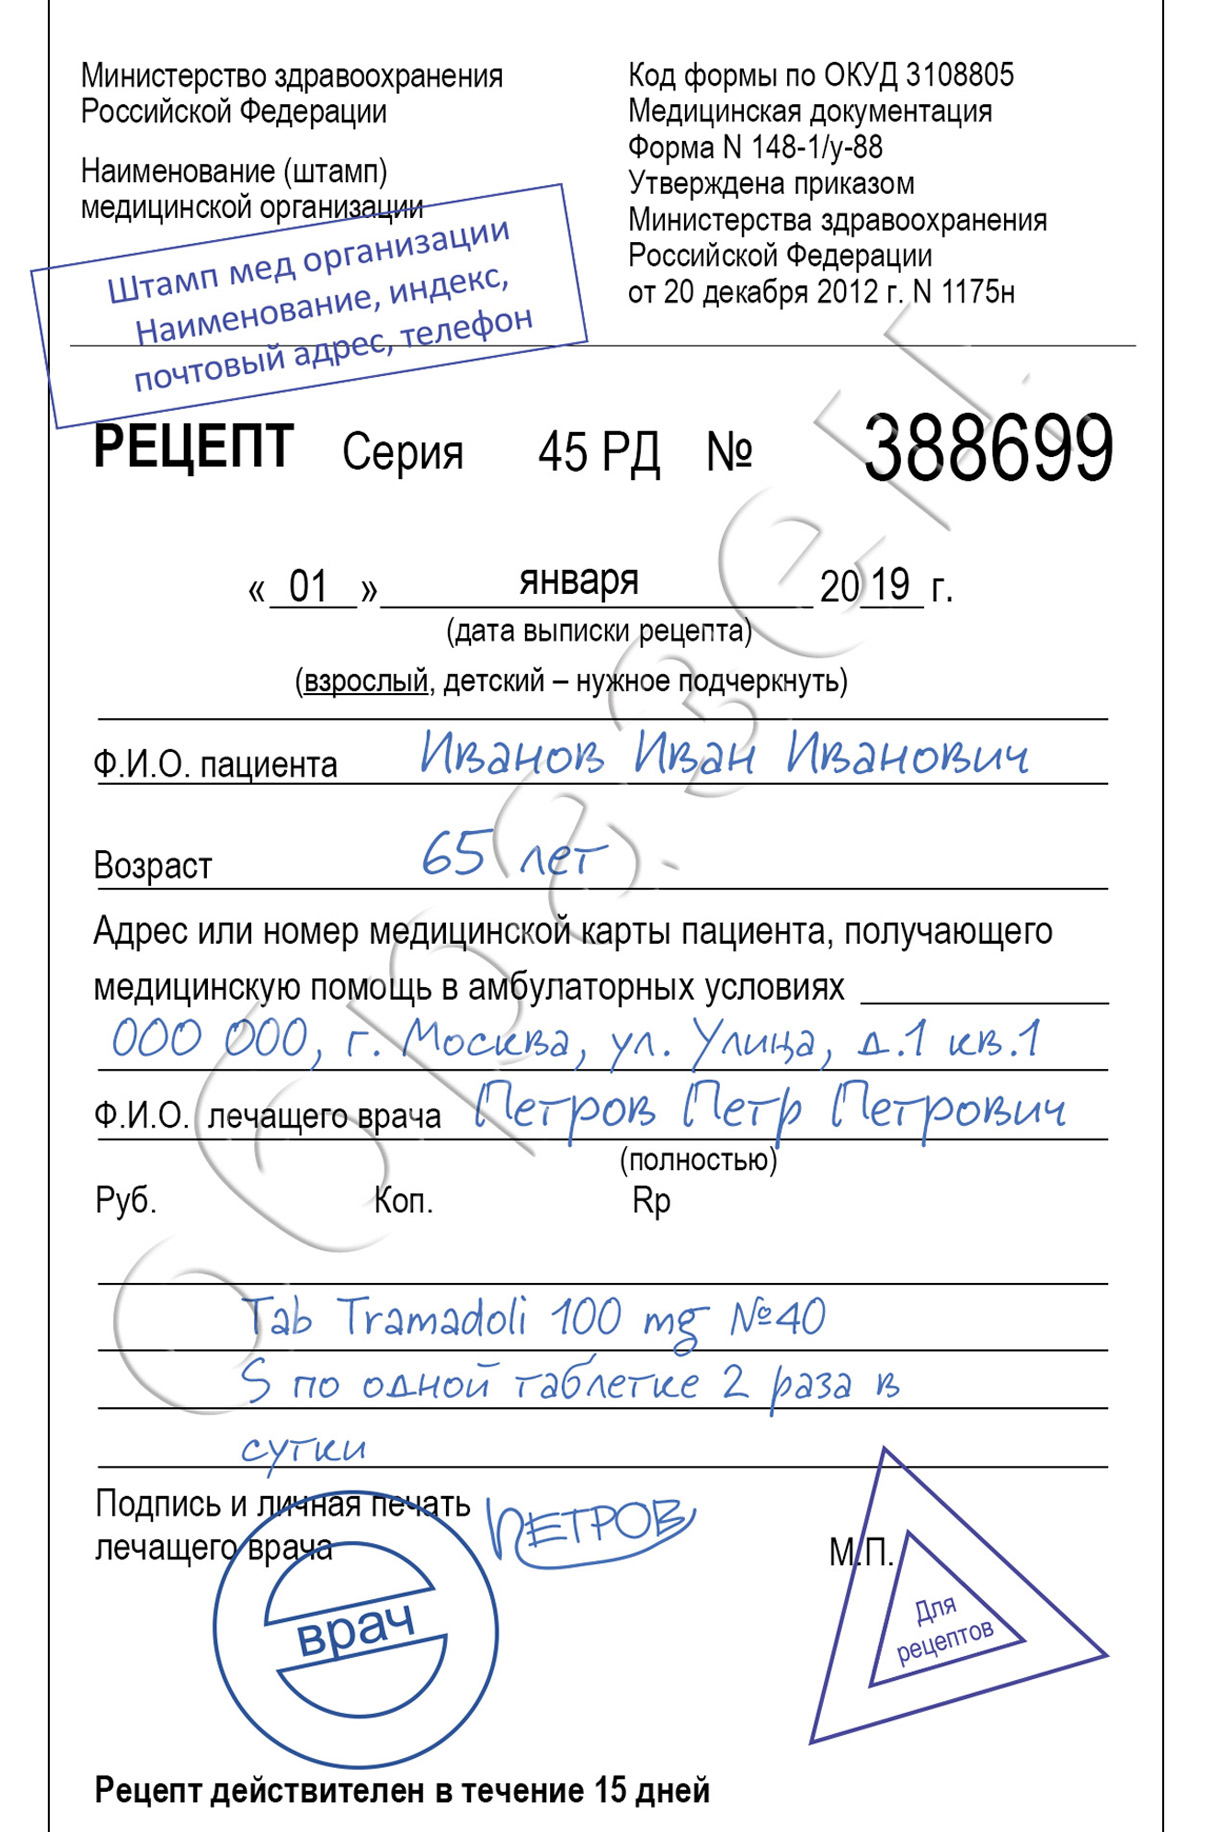 Министерство здравоохранения
Российской Федерации
Наименование (штамп)
медицинской организации
Код формы по ОКУД 3108805
Медицинская документация
Форма N 148-1/у-88
Утверждена приказом
Министерства здравоохранения
Российской Федерации
от 20 декабря 2012 г. N 1175н
Штамп мед организации
Наименование, индекс,
почтовый адрес, телефон
РЕЦЕПТ Серия 45 РД № 388699
« 01 » января 2019 г.
(дата выписки рецепта)
(взрослый, детский – нужное подчеркнуть)
Ф.И.О. пациента Иванов Иван Иванович
Возраст 65 лет
Адрес или номер медицинской карты пациента, получающего
медицинскую помощь в амбулаторных условиях
000 000, г. Москва, ул. Улица, д.1 кв.1
Ф.И.О. лечащего врача Петров Петр Петрович
(полностью)
Руб. Коп. Rp
Tab Tramadoli 100 mg №40
S по одной таблетке 2 раза в
сутки
Подпись и личная печать
лечащего врача
ПЕТРОВ
М.П.
врач
Для
рецептов
Рецепт действителен в течение 15 дней
Образец.